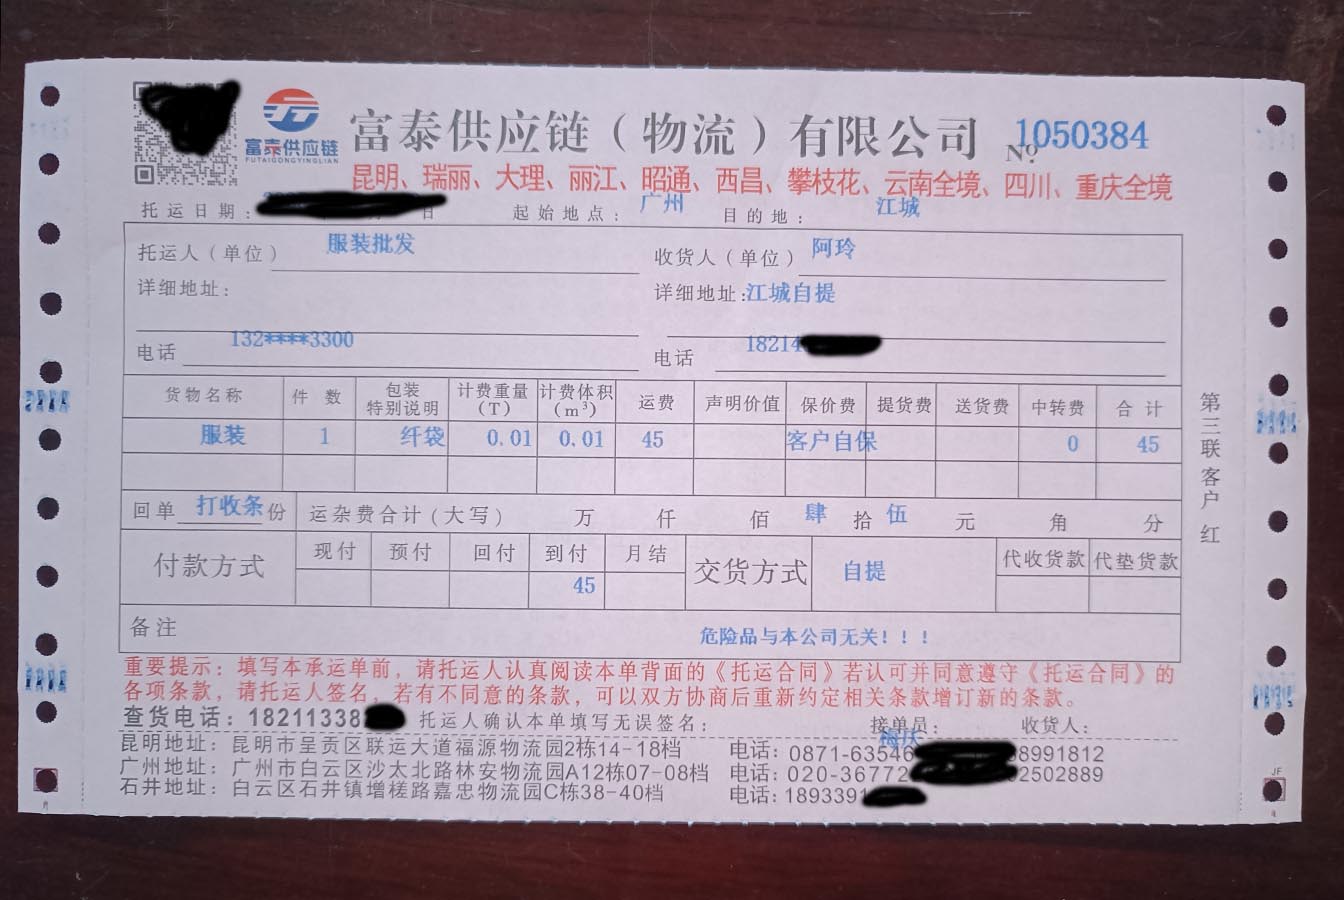 富泰供应链
FUTAIGONGYINGLIAN
富泰供应链（物流）有限公司 No. 1050384
昆明、瑞丽、大理、丽江、昭通、西昌、攀枝花、云南全境、四川、重庆全境
托运日期： 日 起始地点：广州 目的地：江城
托运人（单位）服装批发 收货人（单位）阿玲
详细地址： 详细地址：江城自提
电话 132****3300 电话 18214
货物名称 件 数 包装特别说明 计费重量（T） 计费体积（m³） 运费 声明价值 保价费 提货费 送货费 中转费 合 计
服装 1 纤袋 0.01 0.01 45 客户自保 0 45
回单 打收条 份 运杂费合计（大写） 万 仟 佰 肆 拾 伍 元 角 分
付款方式 现付 预付 回付 到付 月结 交货方式 自提 代收货款 代垫货款
45
备注 危险品与本公司无关！！！
第三联 客户 红
重要提示：填写本承运单前，请托运人认真阅读本单背面的《托运合同》若认可并同意遵守《托运合同》的
各项条款，请托运人签名，若有不同意的条款，可以双方协商后重新约定相关条款增订新的条款。
查货电话：18211338 托运人确认本单填写无误签名： 接单员： 收货人：
昆明地址：昆明市呈贡区联运大道福源物流园2栋14-18档 电话：0871-63546 8991812
广州地址：广州市白云区沙太北路林安物流园A12栋07-08档 电话：020-36772 2502889
石井地址：白云区石井镇增槎路嘉忠物流园C栋38-40档 电话：1893391
JF